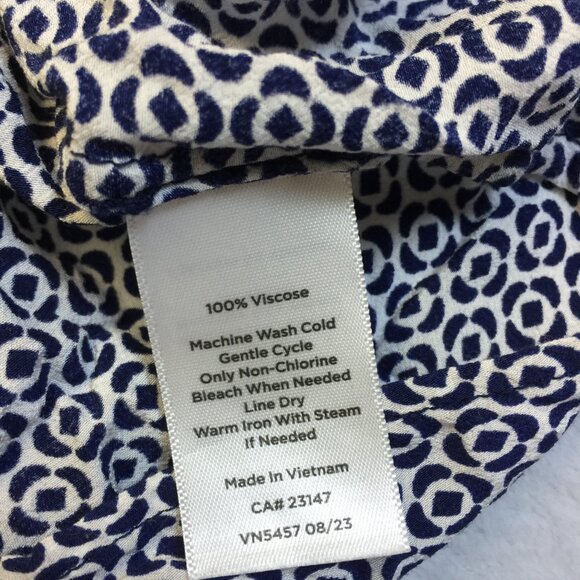 100% Viscose
Machine Wash Cold
Gentle Cycle
Only Non-Chlorine
Bleach When Needed
Line Dry
Warm Iron With Steam
If Needed
Made In Vietnam
CA# 23147
VN5457 08/23